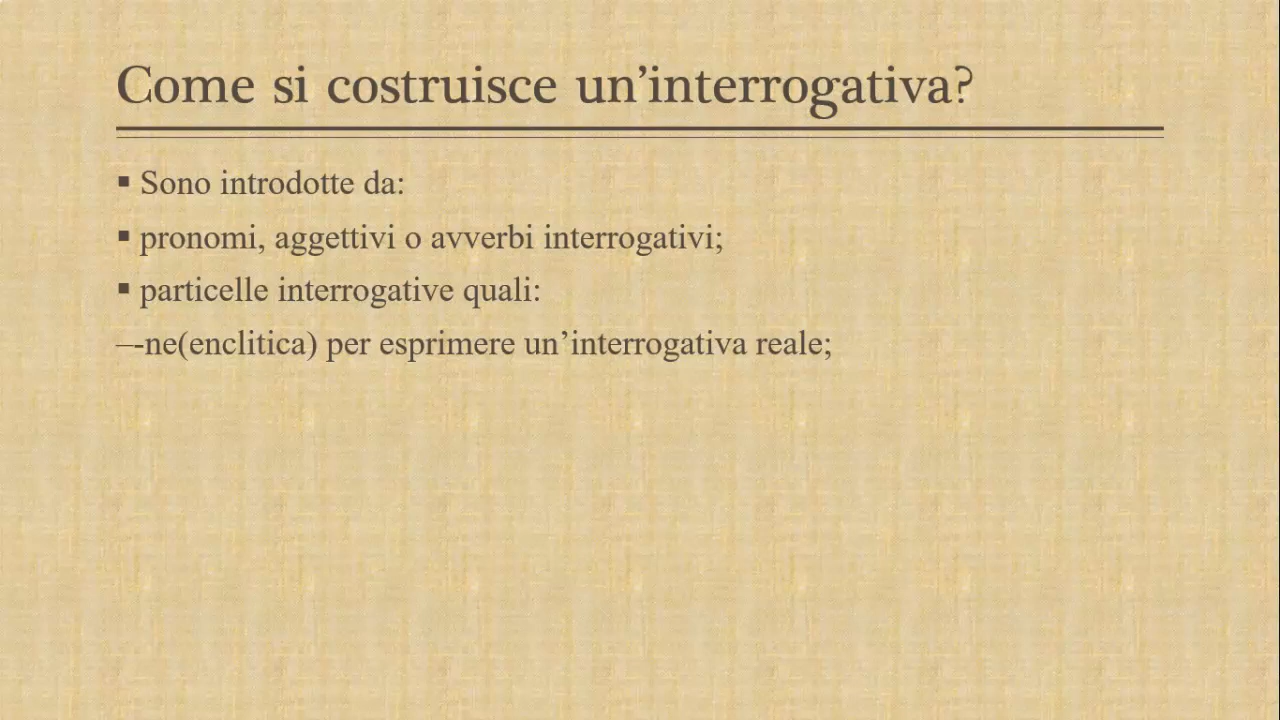 Come si costruisce un’interrogativa?
▪ Sono introdotte da:
▪ pronomi, aggettivi o avverbi interrogativi;
▪ particelle interrogative quali:
–-ne(enclitica) per esprimere un’interrogativa reale;